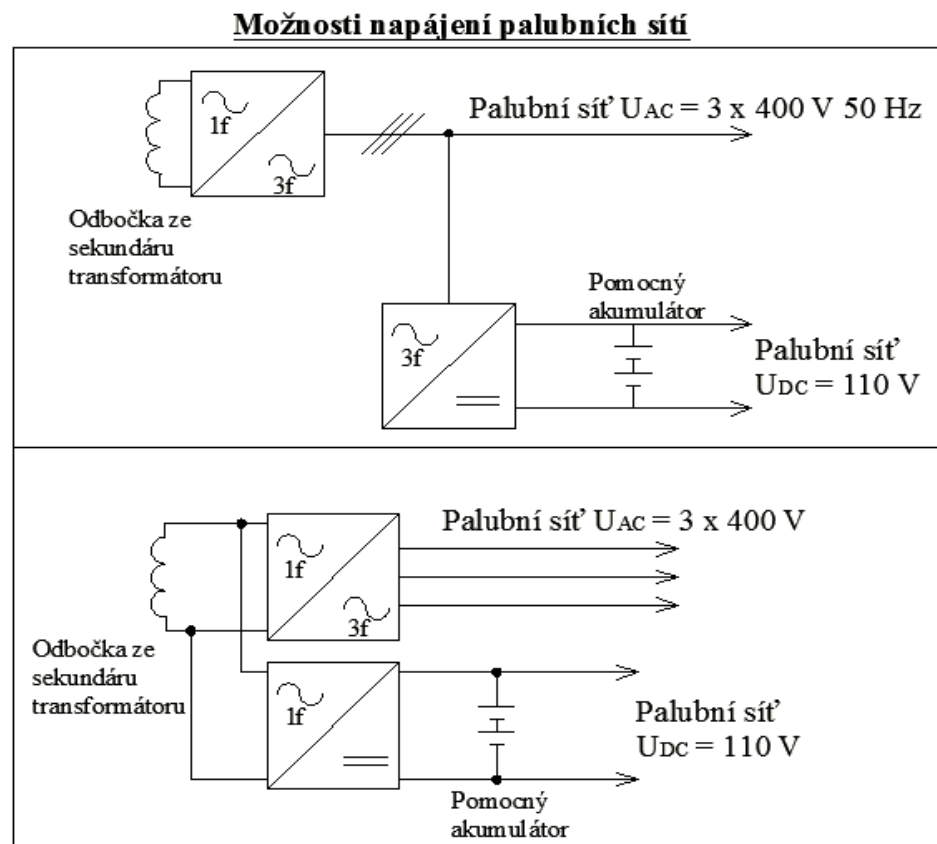 Možnosti napájení palubních sítí
1f
3f
Palubní síť UAC = 3 x 400 V 50 Hz
Odbočka ze
sekundáru
transformátoru
Pomocný
akumulátor
3f
Palubní síť
UDC = 110 V
Palubní síť UAC = 3 x 400 V
1f
3f
Odbočka ze
sekundáru
transformátoru
1f
Palubní síť
UDC = 110 V
Pomocný
akumulátor